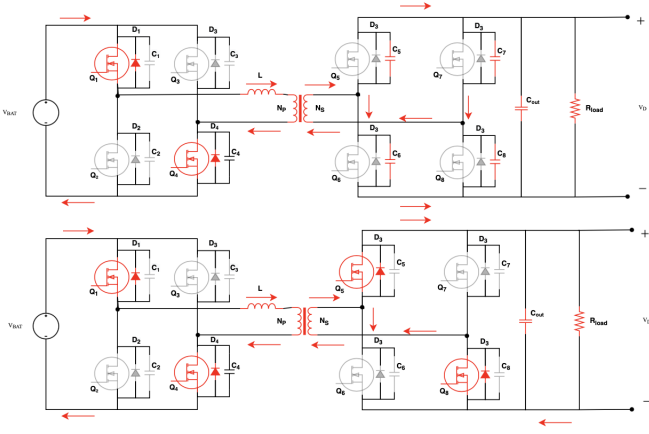 D1 D3
C1 C3
Q1 Q3
D3 D3
C5 C7
Q5 Q7
+
L
NP NS
VBAT
Cout
Rload
VD
D2 D4
C2 C4
Q2 Q4
D3 D3
C6 C8
Q6 Q8
−
D1 D3
C1 C3
Q1 Q3
D3 D3
C5 C7
Q5 Q7
+
L
NP NS
VBAT
Cout
Rload
D2 D4
C2 C4
Q2 Q4
D3 D3
C6 C8
Q6 Q8
−